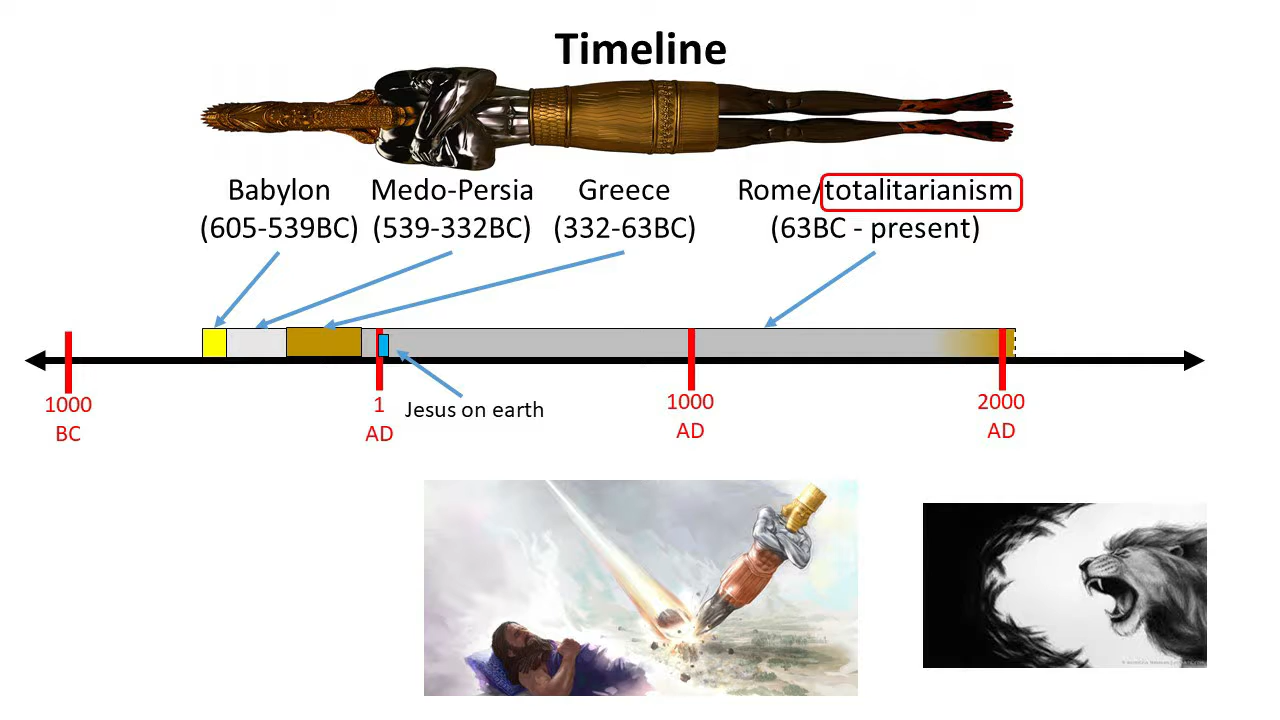 Timeline
Babylon
(605-539BC)
Medo-Persia
(539-332BC)
Greece
(332-63BC)
Rome/totalitarianism
(63BC - present)
Jesus on earth
1000
BC
1
AD
1000
AD
2000
AD